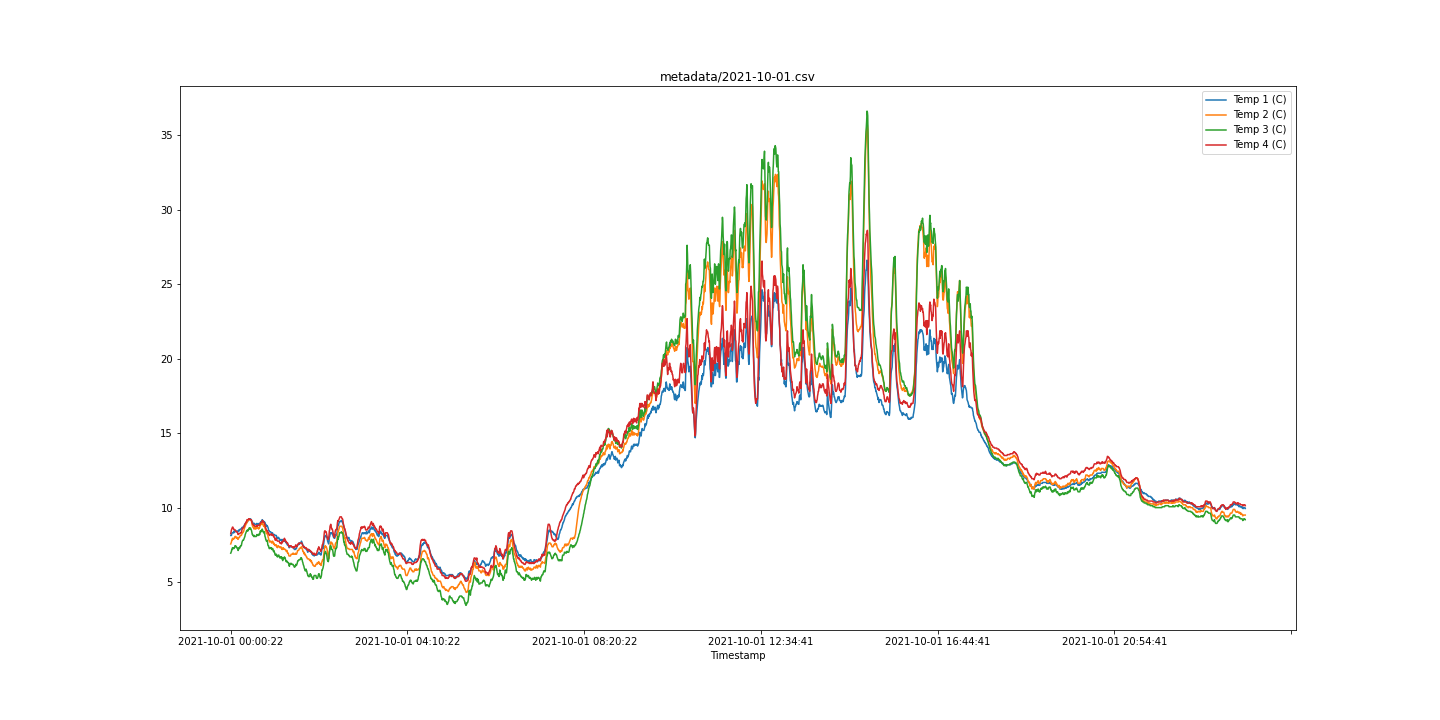 metadata/2021-10-01.csv
Temp 1 (C)
Temp 2 (C)
Temp 3 (C)
Temp 4 (C)
35
30
25
20
15
10
5
2021-10-01 00:00:22
2021-10-01 04:10:22
2021-10-01 08:20:22
2021-10-01 12:34:41
2021-10-01 16:44:41
2021-10-01 20:54:41
Timestamp